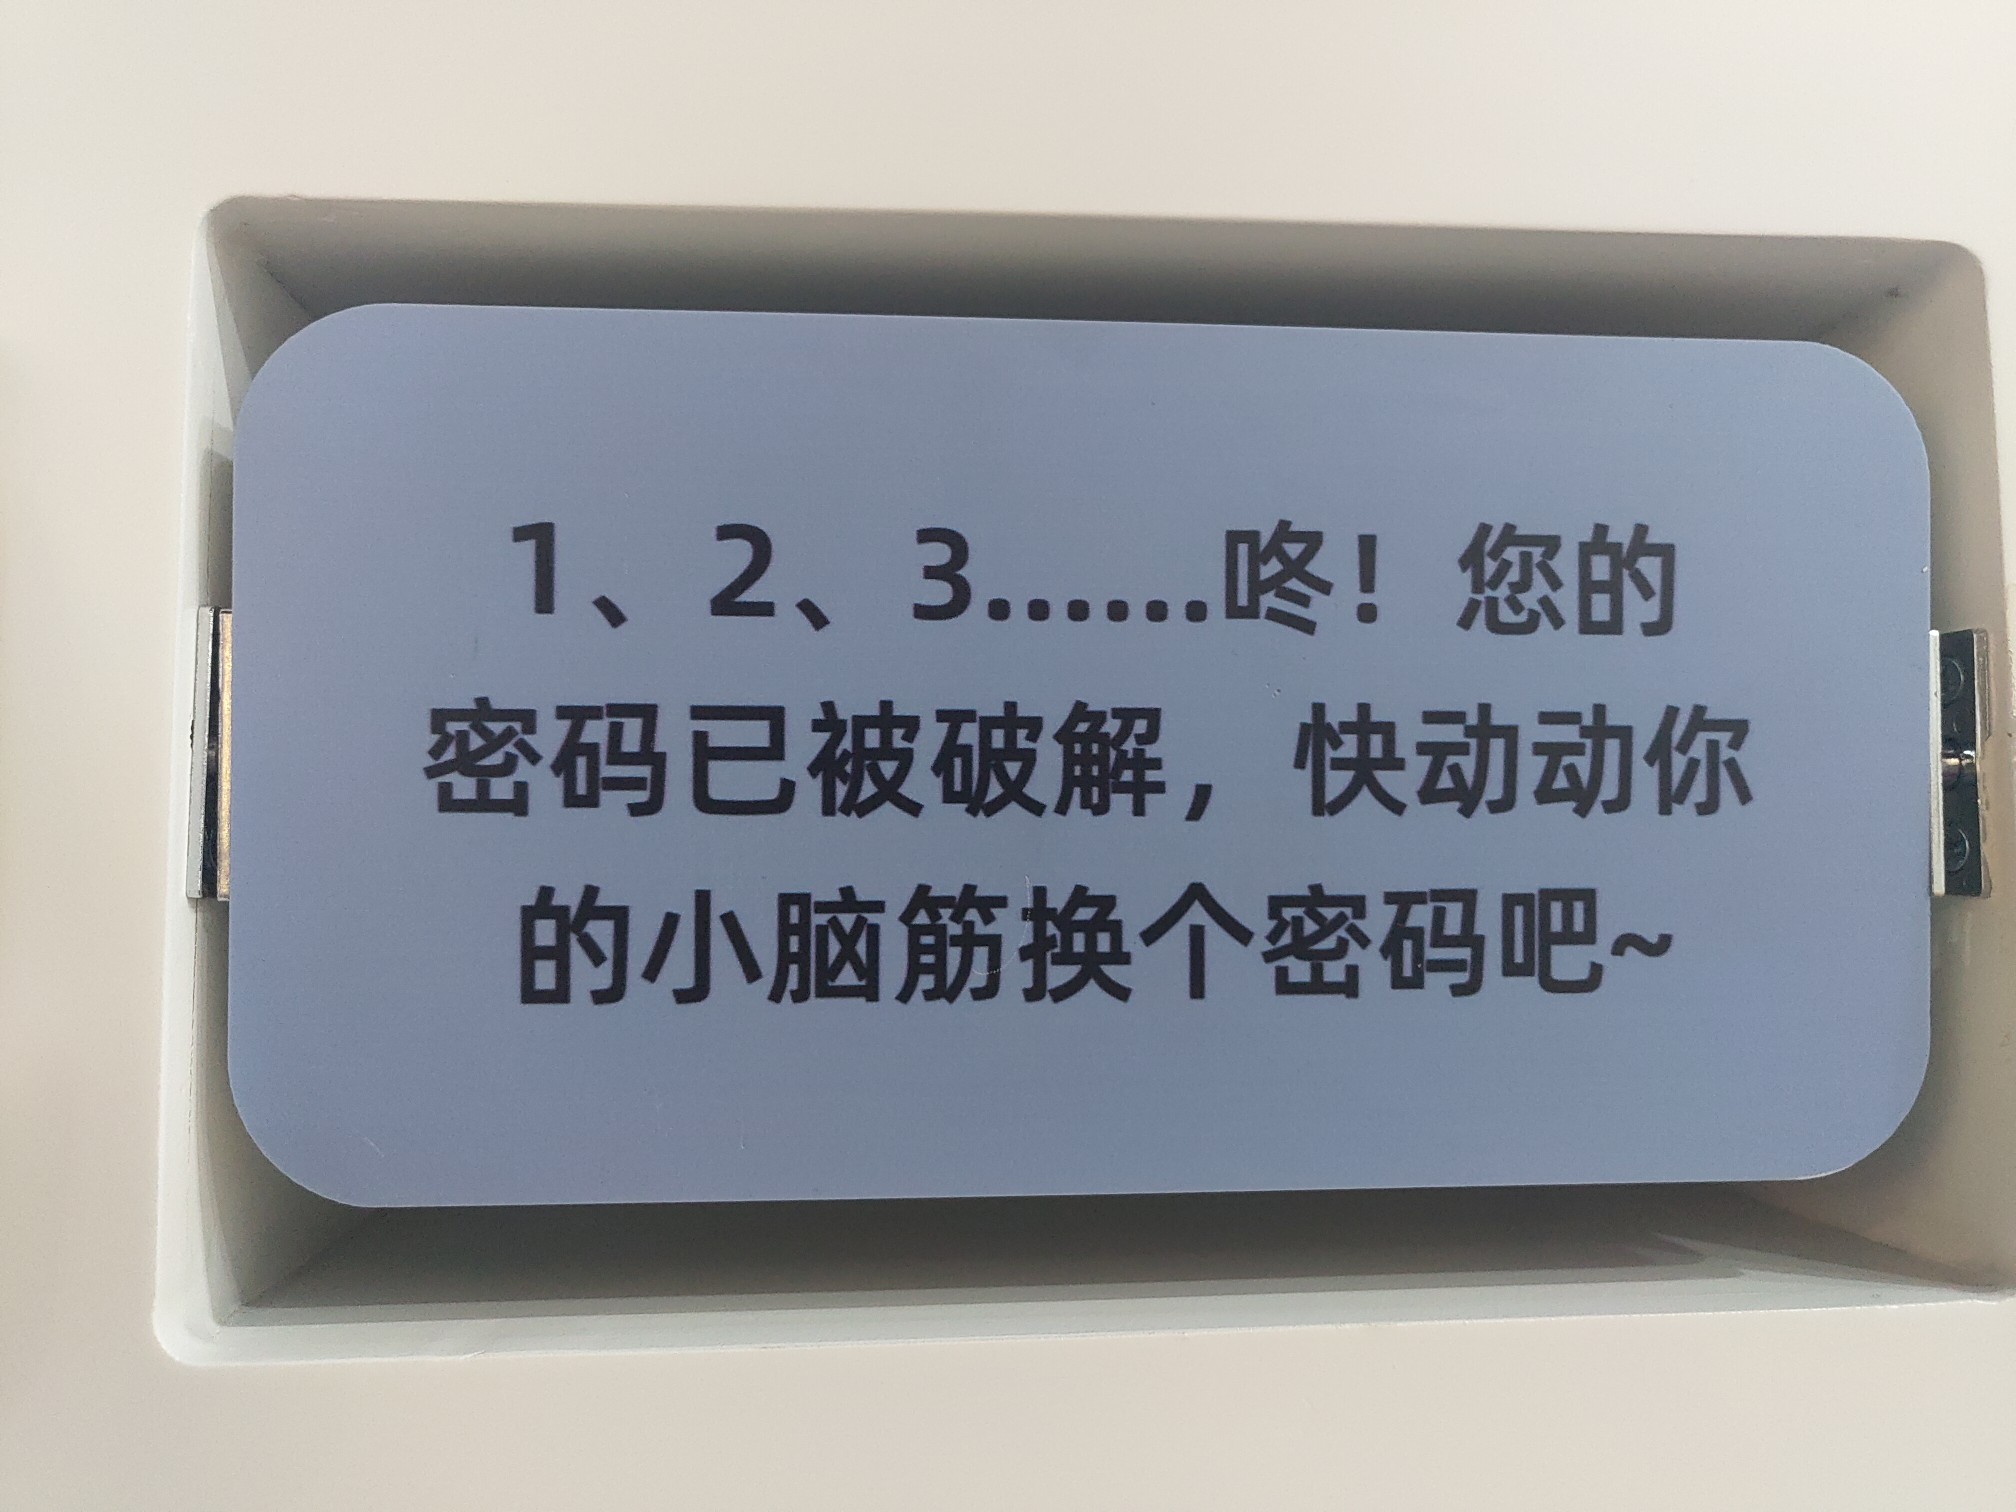 1、2、3......咚！您的
密码已被破解，快动动你
的小脑筋换个密码吧~